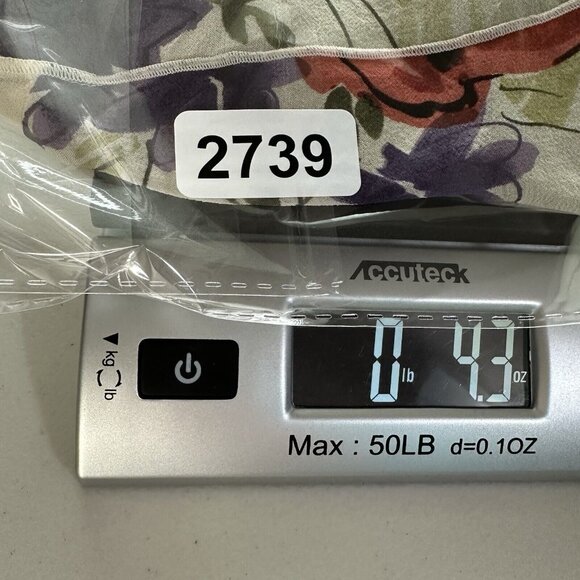 2739
Accuteck
0 lb 4.3 oz
kg lb
Max : 50LB d=0.1OZ